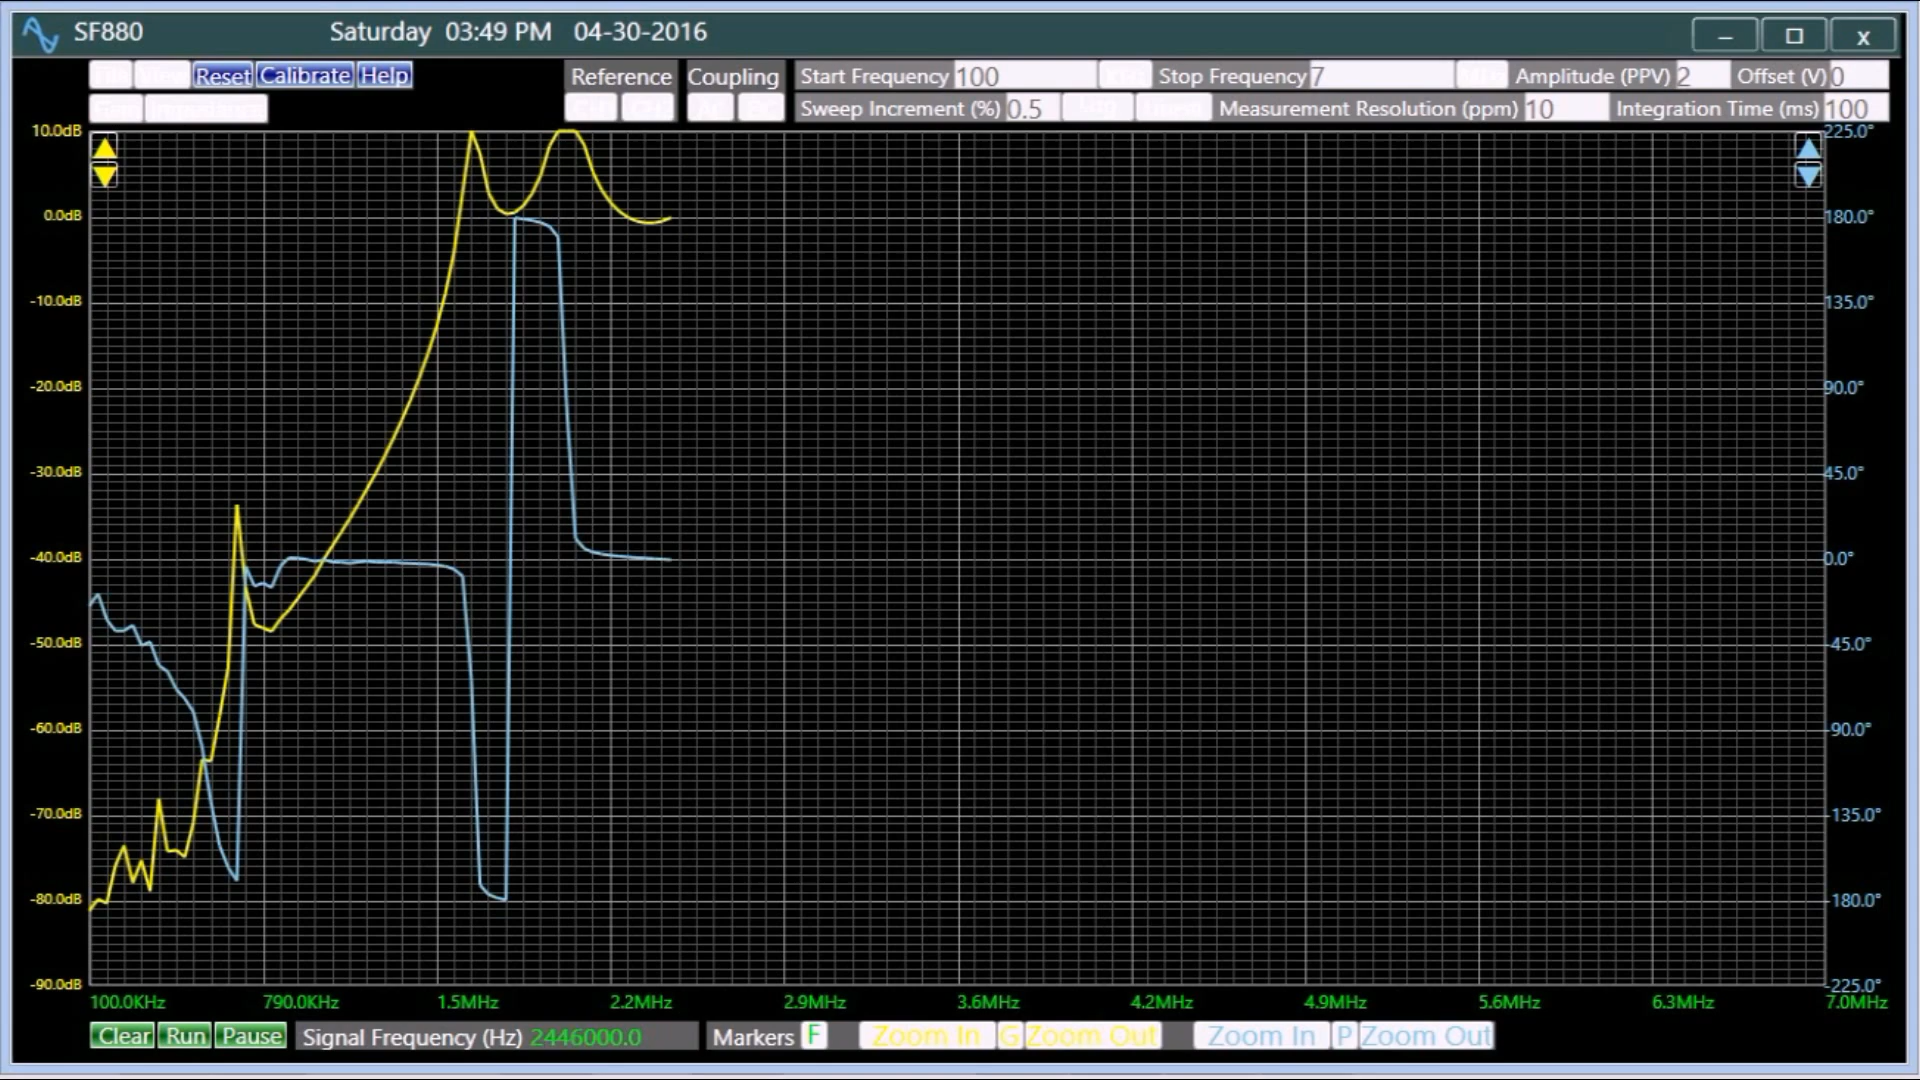 SF880 Saturday 03:49 PM 04-30-2016
Reset Calibrate Help Reference Coupling Start Frequency 100 Stop Frequency 7 Amplitude (PPV) 2 Offset (V) 0
Sweep Increment (%) 0.5 Measurement Resolution (ppm) 10 Integration Time (ms) 100
10.0dB 225.0°
0.0dB 180.0°
-10.0dB 135.0°
-20.0dB 90.0°
-30.0dB 45.0°
-40.0dB 0.0°
-50.0dB -45.0°
-60.0dB -90.0°
-70.0dB -135.0°
-80.0dB -180.0°
-90.0dB -225.0°
100.0KHz 790.0KHz 1.5MHz 2.2MHz 2.9MHz 3.6MHz 4.2MHz 4.9MHz 5.6MHz 6.3MHz 7.0MHz
Clear Run Pause Signal Frequency (Hz) 2446000.0 Markers F Zoom In G Zoom Out Zoom In P Zoom Out